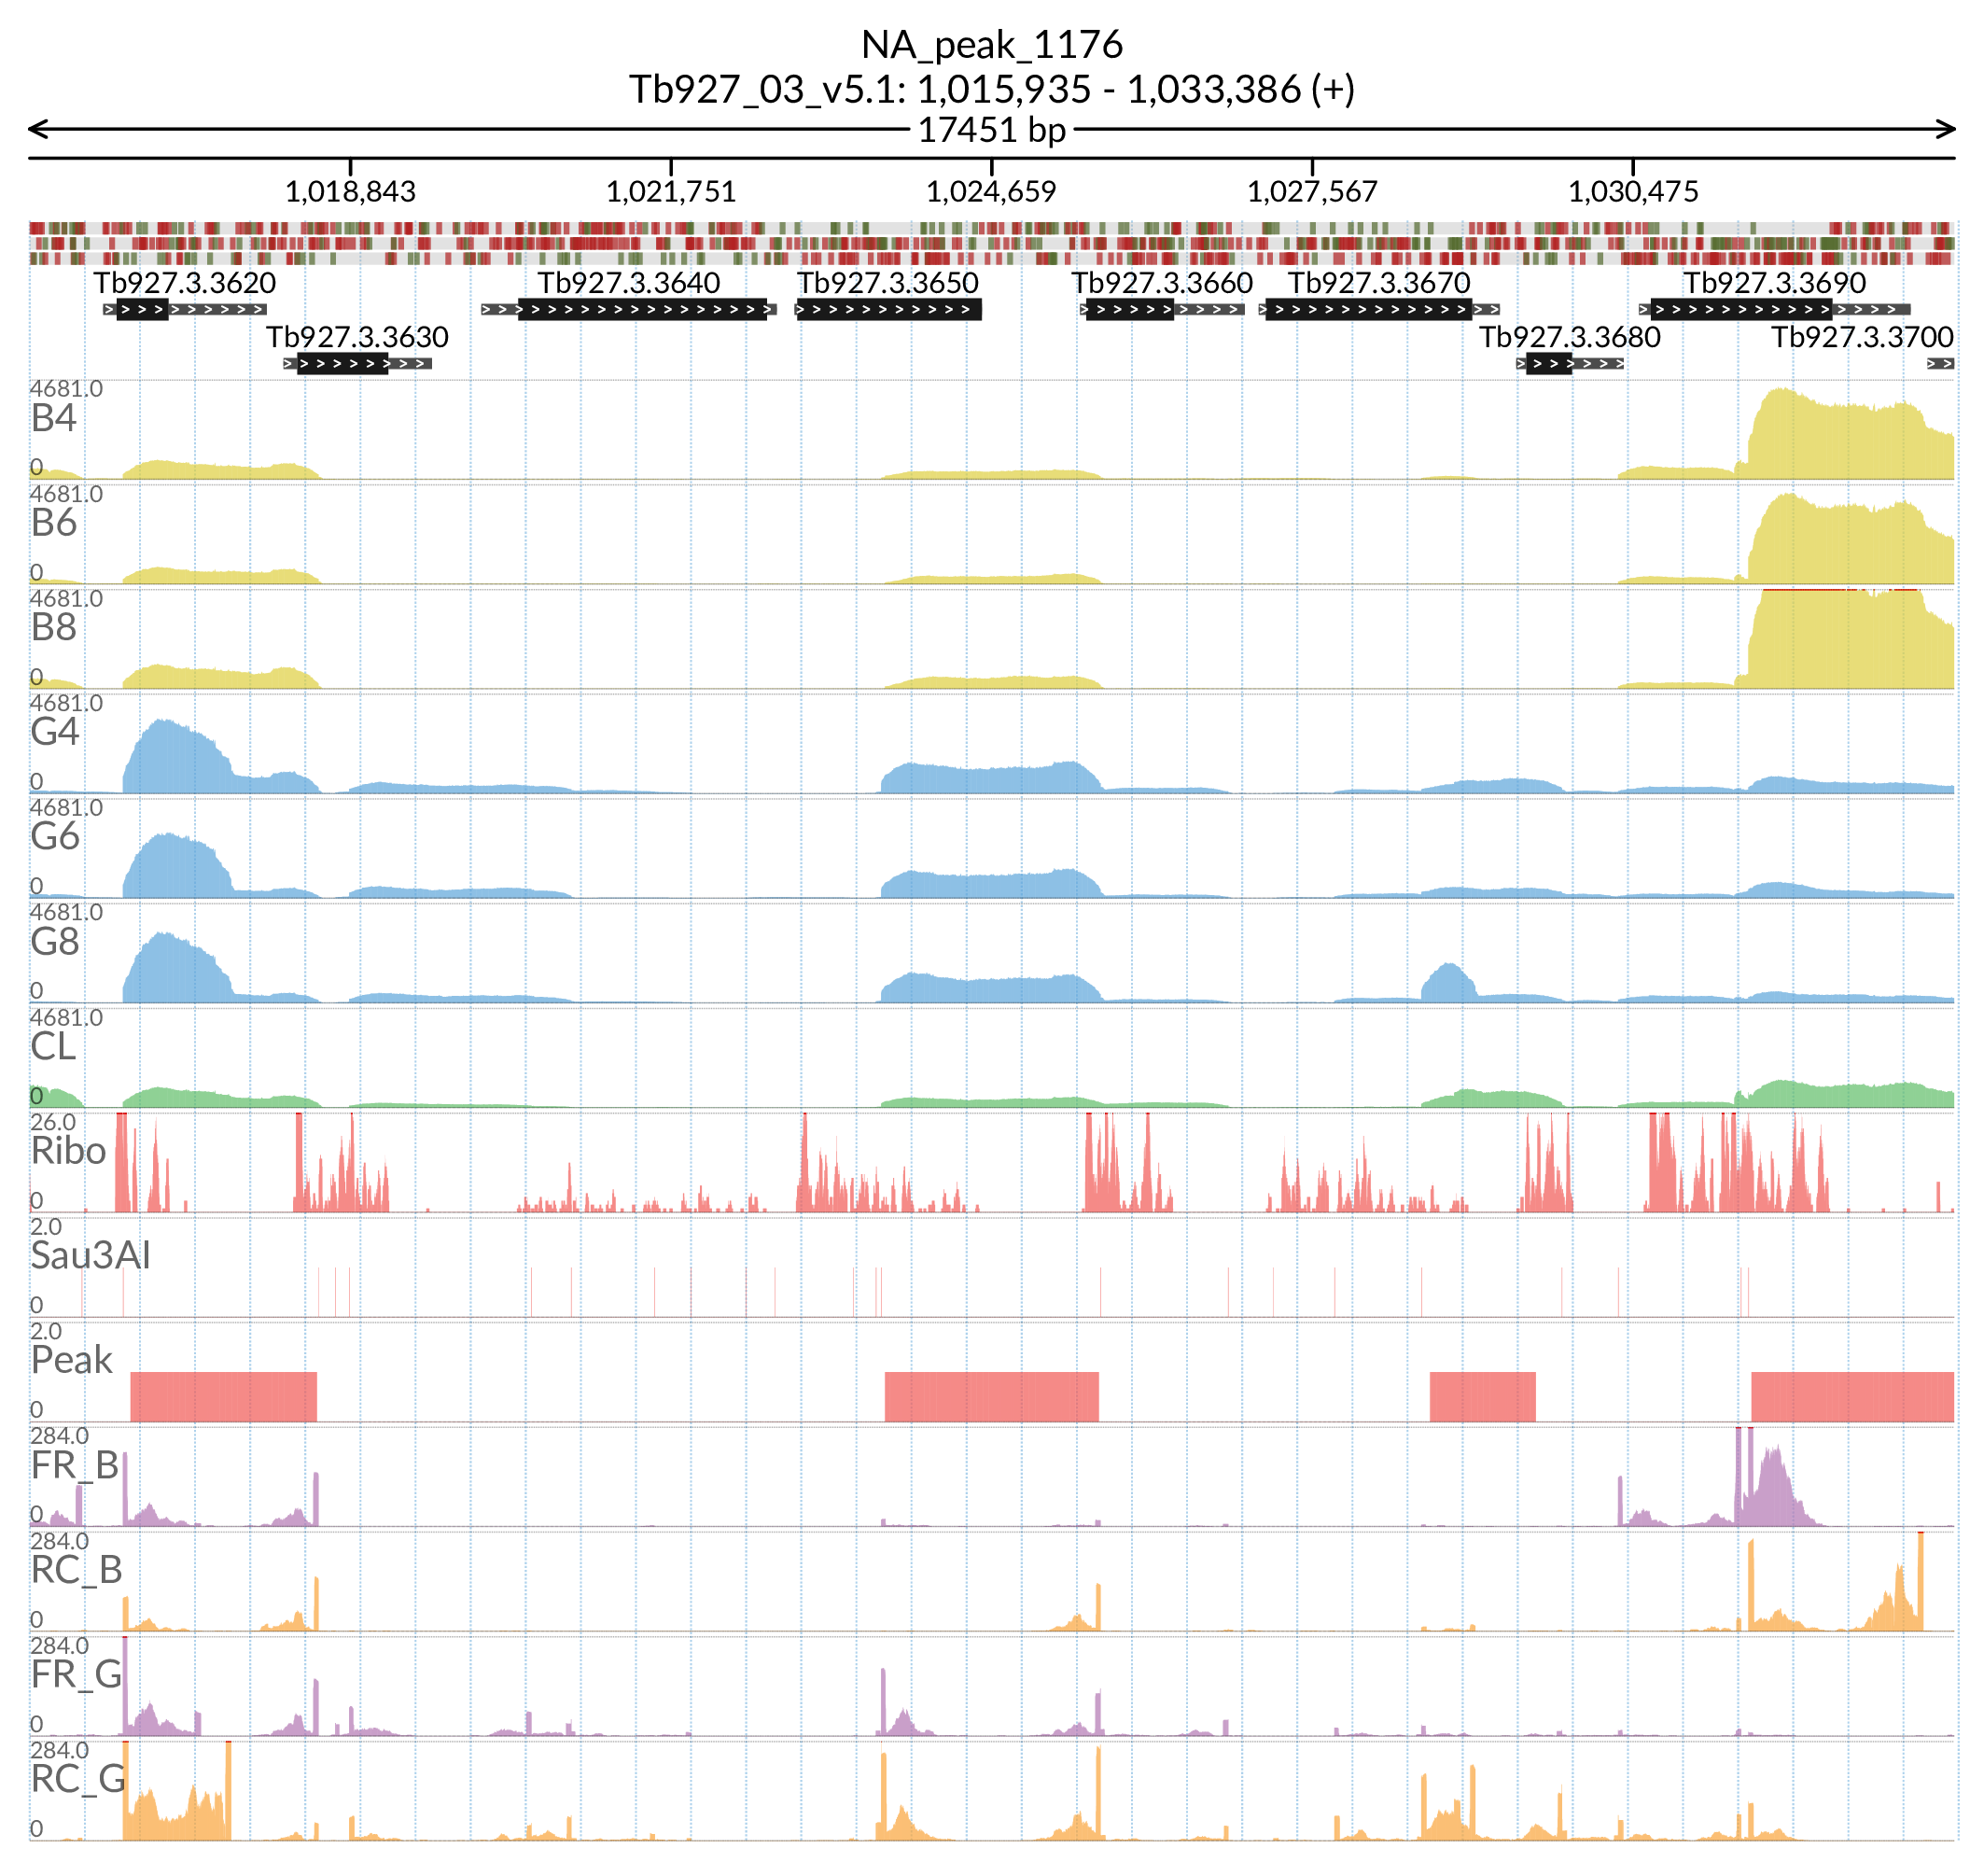 NA_peak_1176
Tb927_03_v5.1: 1,015,935 - 1,033,386 (+)
17451 bp
1,018,843 1,021,751 1,024,659 1,027,567 1,030,475
Tb927.3.3620 Tb927.3.3640 Tb927.3.3650 Tb927.3.3660 Tb927.3.3670 Tb927.3.3690
Tb927.3.3630 Tb927.3.3680 Tb927.3.3700
4681.0
B4
0
4681.0
B6
0
4681.0
B8
0
4681.0
G4
0
4681.0
G6
0
4681.0
G8
0
4681.0
CL
0
26.0
Ribo
0
2.0
Sau3AI
0
2.0
Peak
0
284.0
FR_B
0
284.0
RC_B
0
284.0
FR_G
0
284.0
RC_G
0